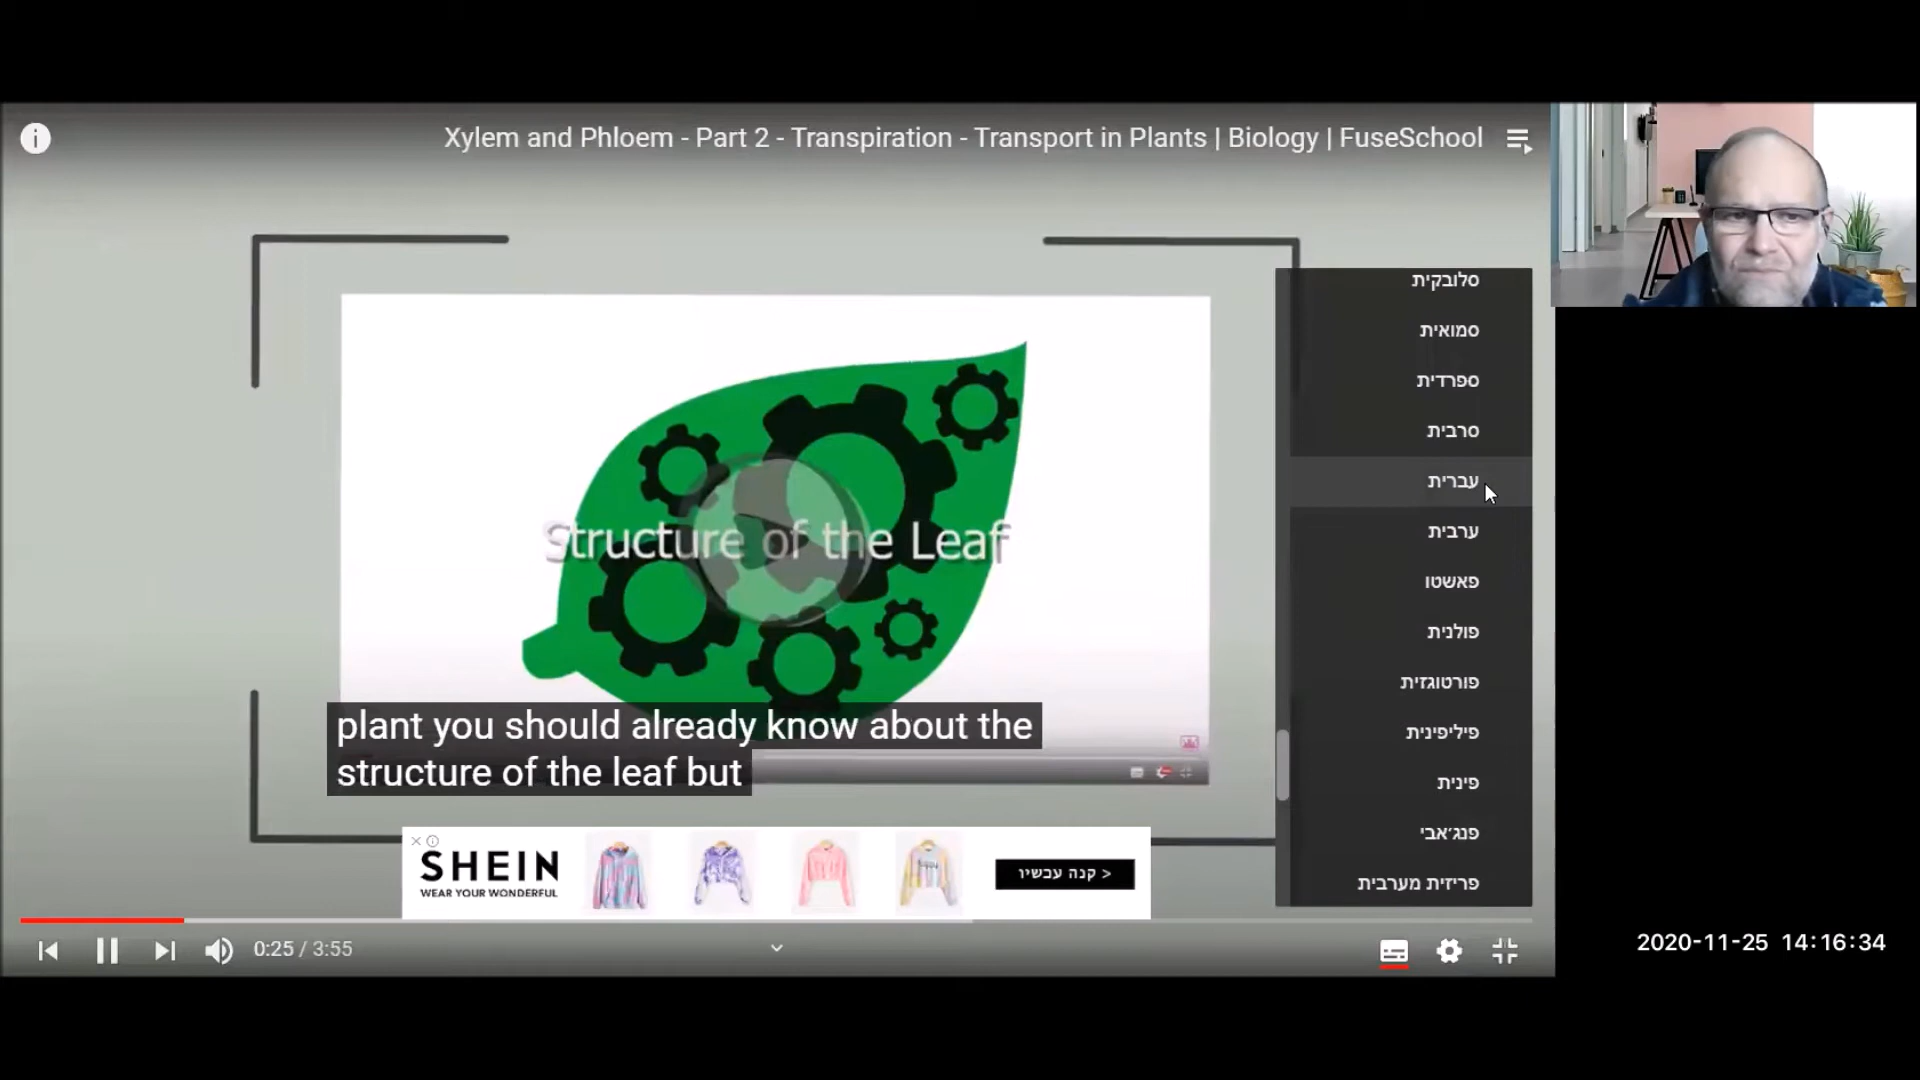 Xylem and Phloem - Part 2 - Transpiration - Transport in Plants | Biology | FuseSchool
סלובקית
סמואית
ספרדית
סרבית
עברית
ערבית
פאשטו
פולנית
פורטוגזית
פיליפינית
פינית
פנג׳אבי
פריזית מערבית
Structure of the Leaf
plant you should already know about the
structure of the leaf but
SHEIN
WEAR YOUR WONDERFUL
קנה עכשיו >
0:25 / 3:55
2020-11-25 14:16:34